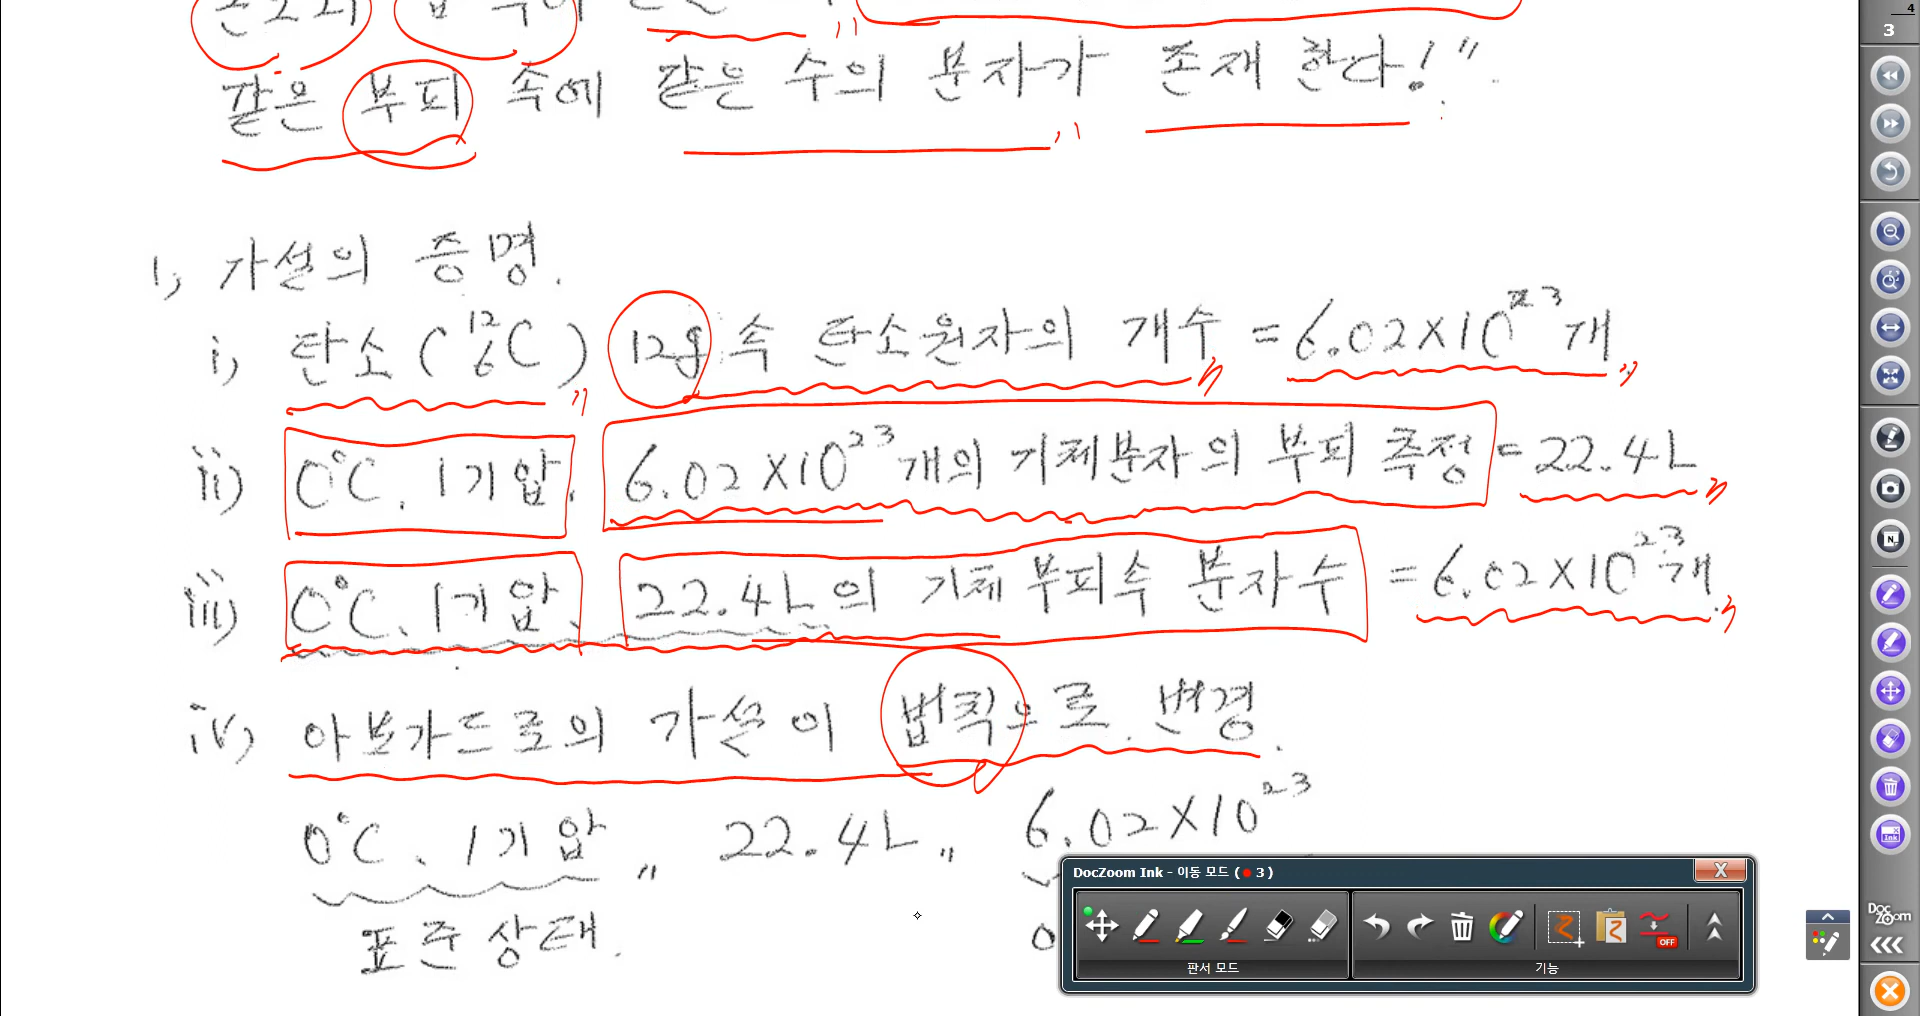 4
3
같은 부피 속에 같은 수의 분자가 존재 한다!"
1, 가설의 증명.
i) 탄소 (¹²₆C) 12g 속 탄소원자의 개수 = 6.02×10²³개
ii) 0°C. 1기압. 6.02×10²³개의 기체분자의 부피 측정 = 22.4L
iii) 0°C. 1기압. 22.4L의 기체 부피속 분자수 = 6.02×10²³개.
iv) 아보가드로의 가설이 법칙으로 변경.
0°C. 1기압 〃 22.4L 〃 6.02×10²³
표준상태.
DocZoom Ink - 이동 모드 ( 3 )
X
OFF
판서 모드 기능
N
Ink
Doc Zoom